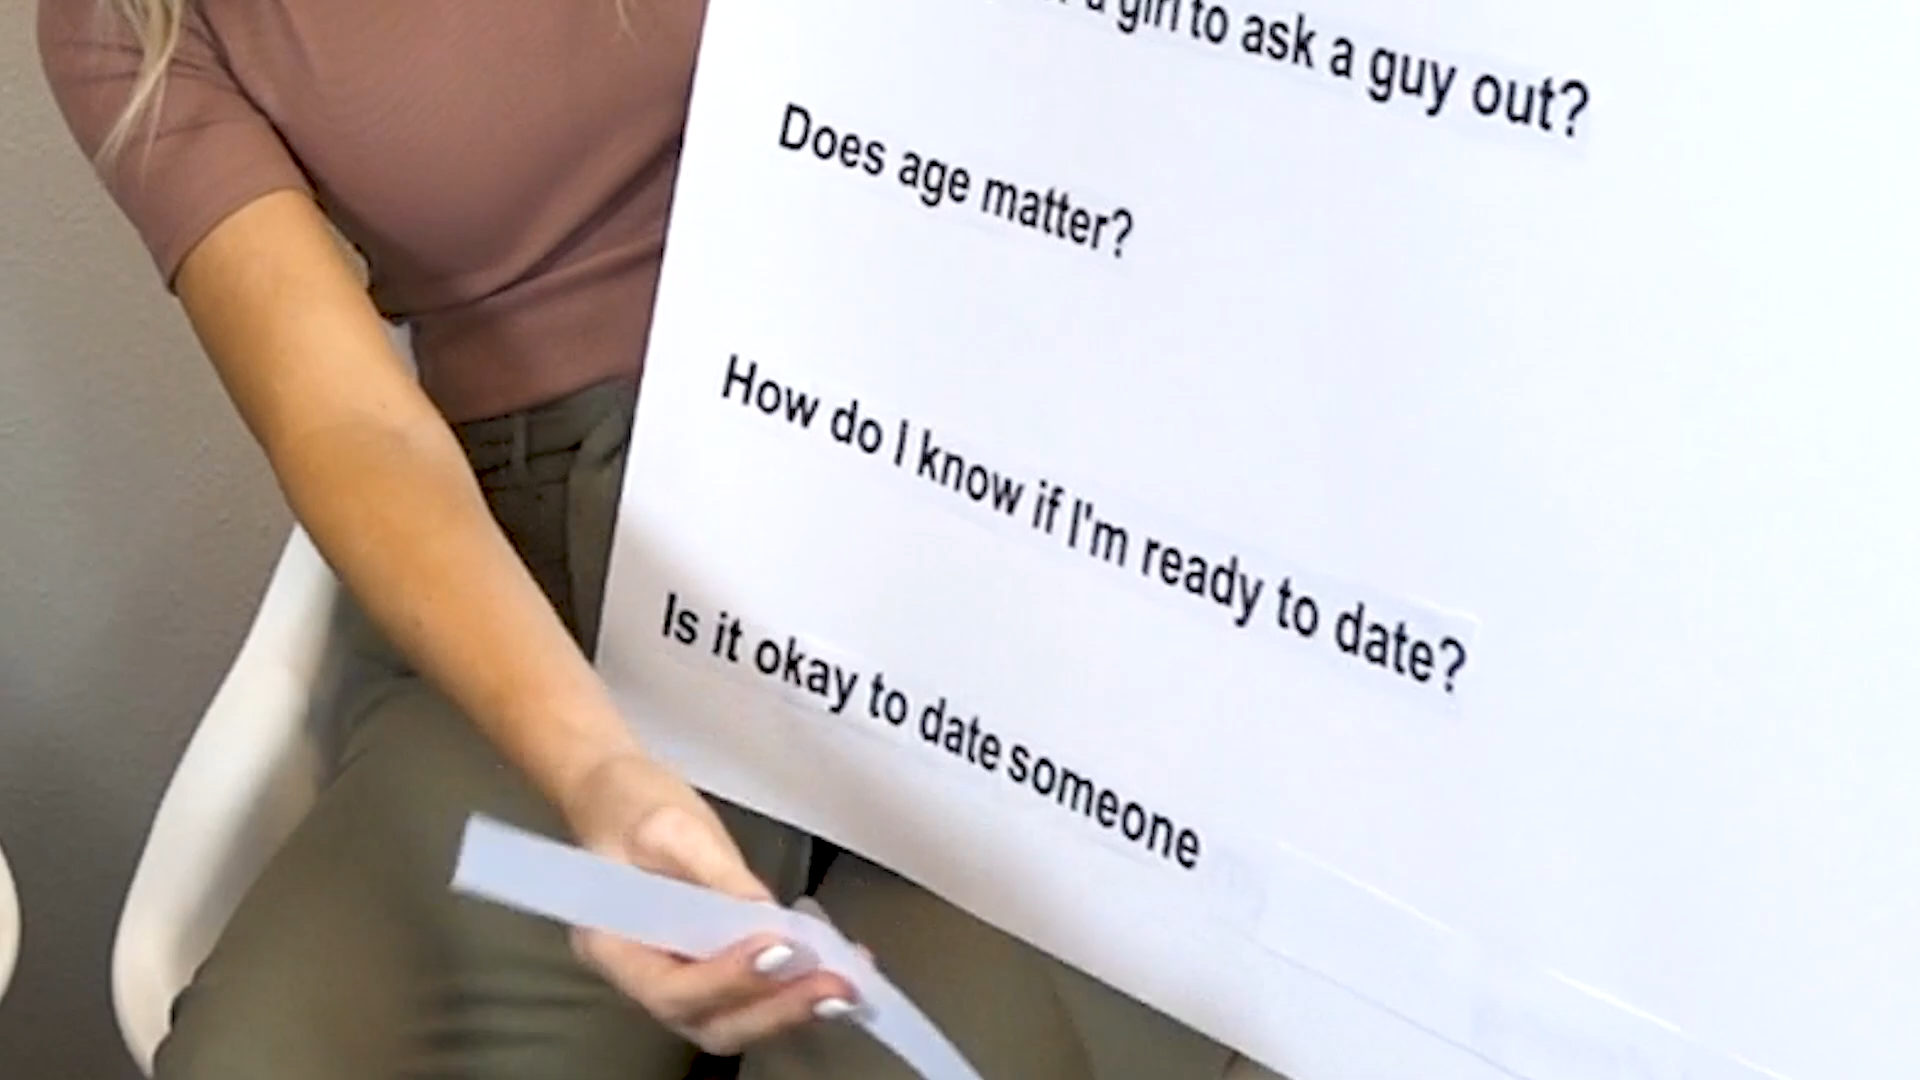 a girl to ask a guy out?
Does age matter?
How do I know if I'm ready to date?
Is it okay to date someone